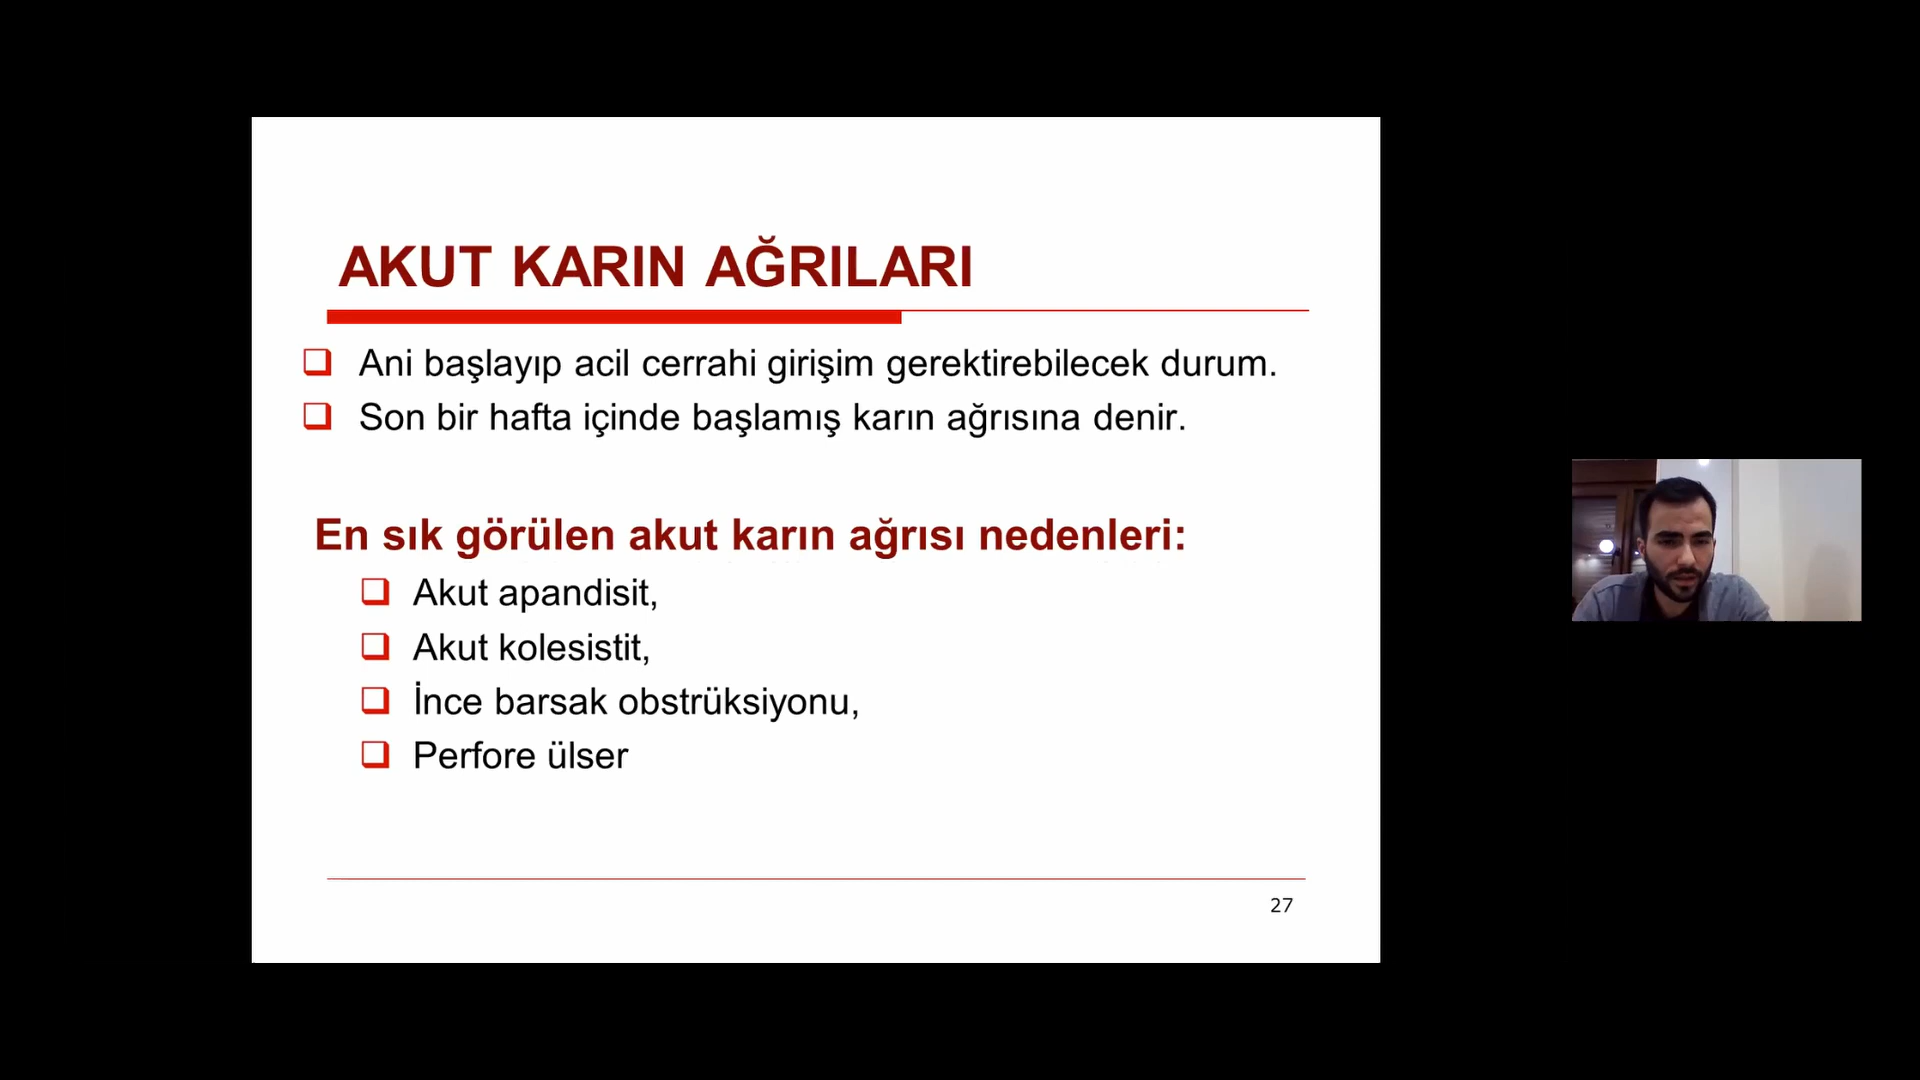 AKUT KARIN AĞRILARI
Ani başlayıp acil cerrahi girişim gerektirebilecek durum.
Son bir hafta içinde başlamış karın ağrısına denir.
En sık görülen akut karın ağrısı nedenleri:
Akut apandisit,
Akut kolesistit,
İnce barsak obstrüksiyonu,
Perfore ülser
27